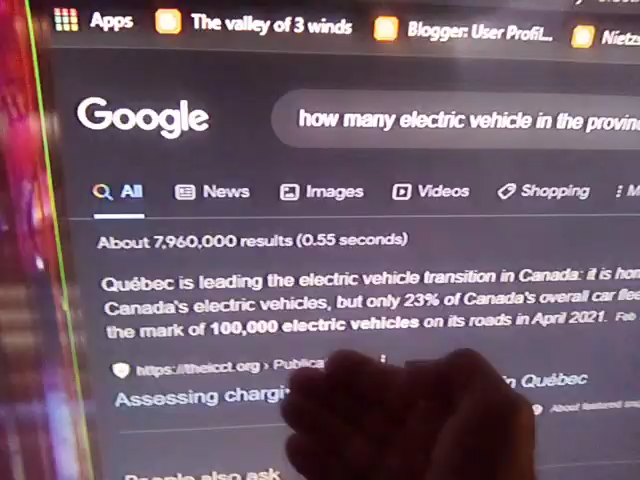 Apps The valley of 3 winds Blogger: User Profil... Nietzs
Google
how many electric vehicle in the provin
All News Images Videos Shopping M
About 7,960,000 results (0.55 seconds)
Québec is leading the electric vehicle transition in Canada: it is hom
Canada's electric vehicles, but only 23% of Canada's overall car flee
the mark of 100,000 electric vehicles on its roads in April 2021. Feb
https://theicct.org › Publica
Assessing chargi n Québec
About featured sni
People also ask